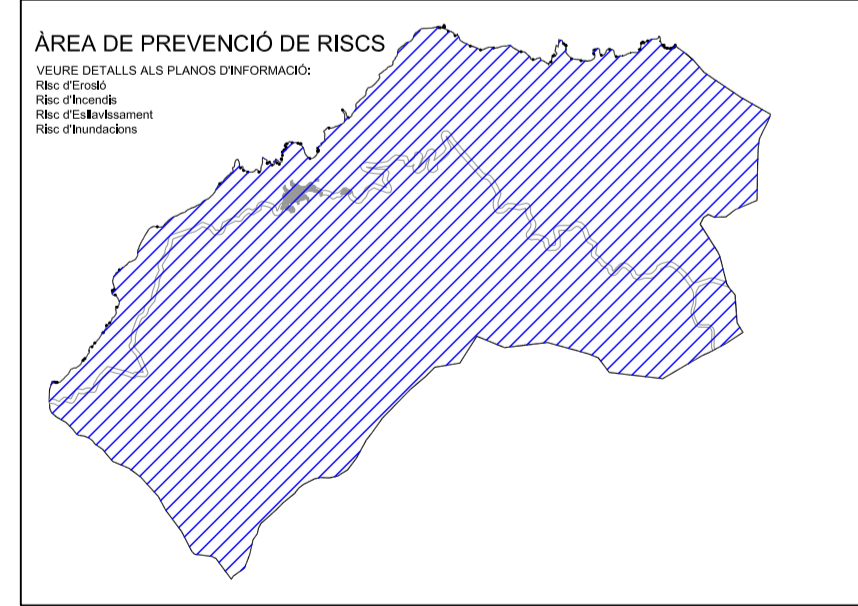 ÀREA DE PREVENCIÓ DE RISCS
VEURE DETALLS ALS PLANOS D'INFORMACIÓ:
Risc d'Erosió
Risc d'Incendis
Risc d'Esllavissament
Risc d'Inundacions